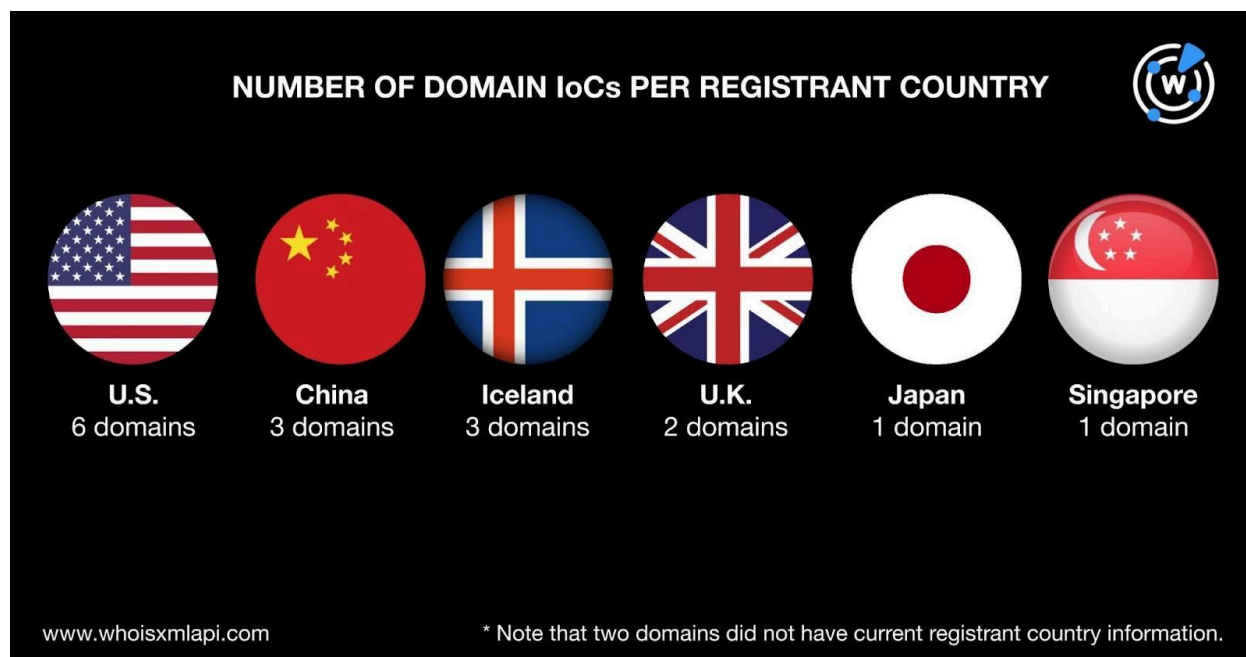 NUMBER OF DOMAIN IoCs PER REGISTRANT COUNTRY
W
U.S.
6 domains
China
3 domains
Iceland
3 domains
U.K.
2 domains
Japan
1 domain
Singapore
1 domain
www.whoisxmlapi.com
* Note that two domains did not have current registrant country information.